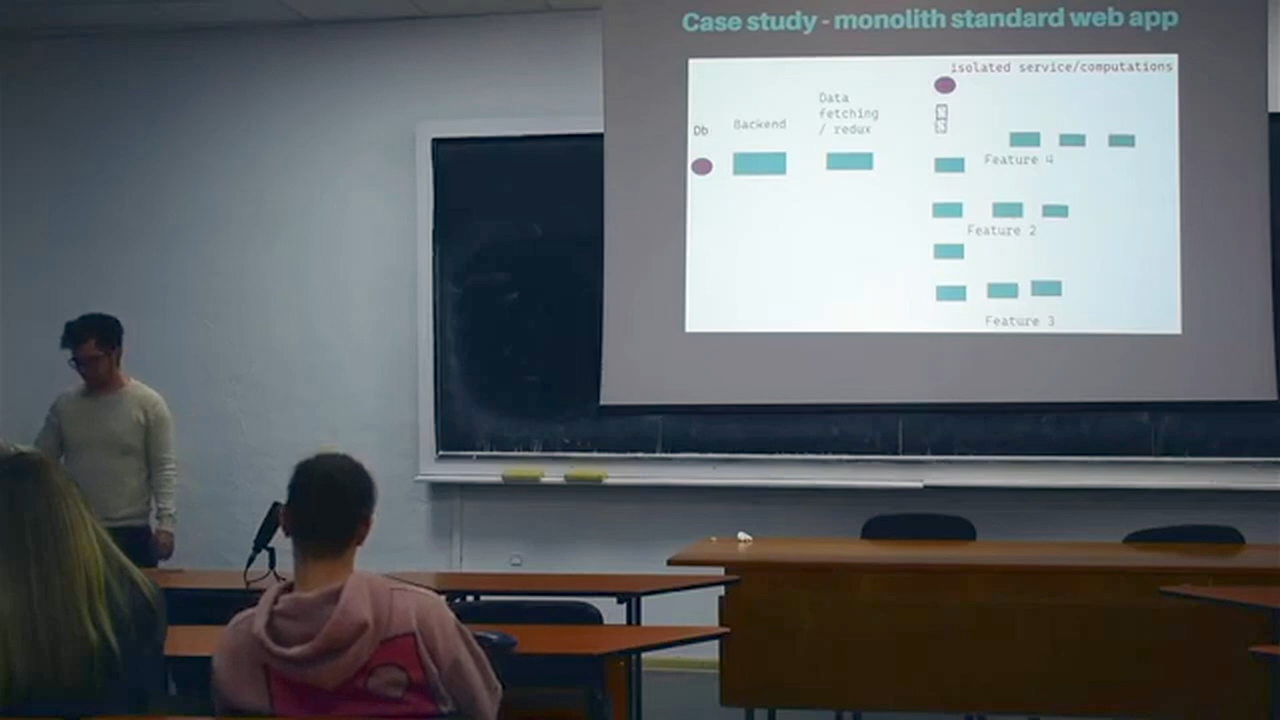 Case study - monolith standard web app
isolated service/computations
Db
Backend
Data
fetching
/ redux
Feature 4
Feature 2
Feature 3